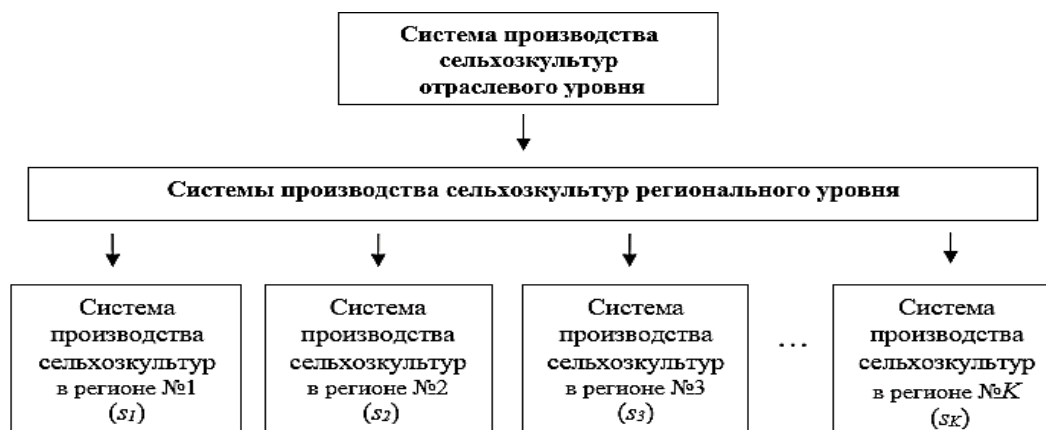 Система производства
сельхозкультур
отраслевого уровня
Системы производства сельхозкультур регионального уровня
Система
производства
сельхозкультур
в регионе №1
(s1)
Система
производства
сельхозкультур
в регионе №2
(s2)
Система
производства
сельхозкультур
в регионе №3
(s3)
…
Система
производства
сельхозкультур
в регионе №K
(sK)